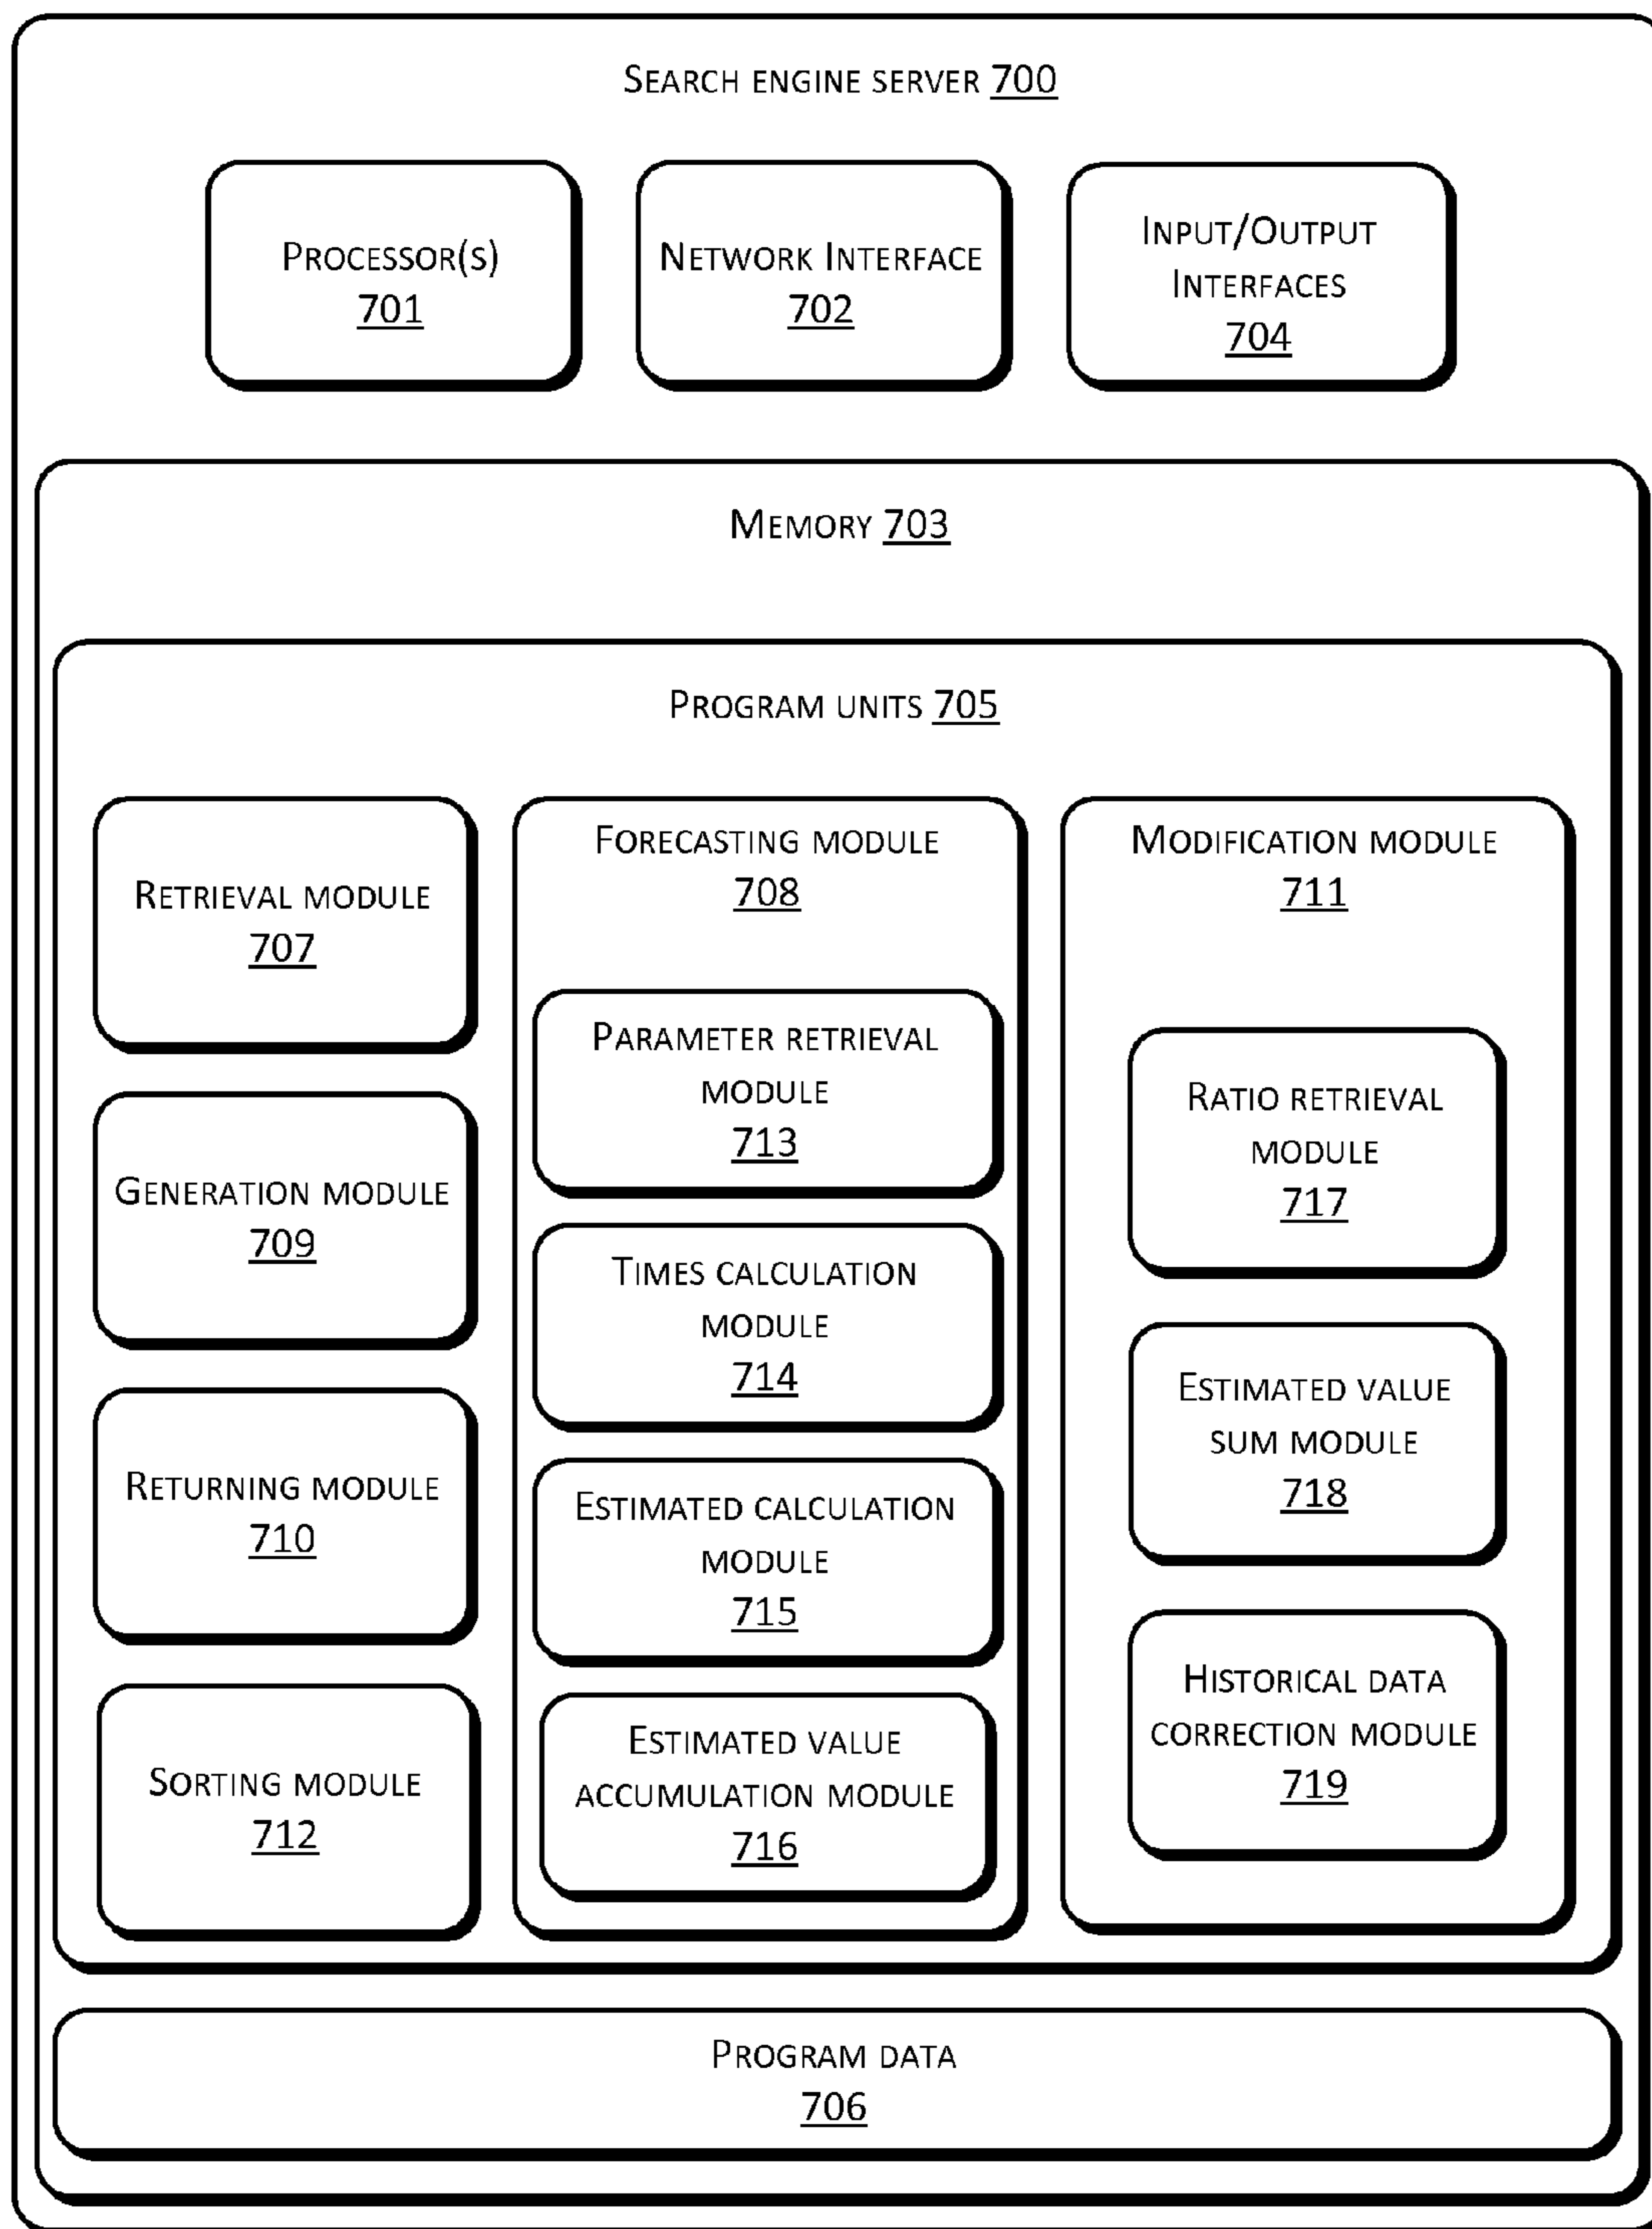 SEARCH ENGINE SERVER 700
PROCESSOR(S)
701
NETWORK INTERFACE
702
INPUT/OUTPUT
INTERFACES
704
MEMORY 703
PROGRAM UNITS 705
RETRIEVAL MODULE
707
GENERATION MODULE
709
RETURNING MODULE
710
SORTING MODULE
712
FORECASTING MODULE
708
PARAMETER RETRIEVAL
MODULE
713
TIMES CALCULATION
MODULE
714
ESTIMATED CALCULATION
MODULE
715
ESTIMATED VALUE
ACCUMULATION MODULE
716
MODIFICATION MODULE
711
RATIO RETRIEVAL
MODULE
717
ESTIMATED VALUE
SUM MODULE
718
HISTORICAL DATA
CORRECTION MODULE
719
PROGRAM DATA
706